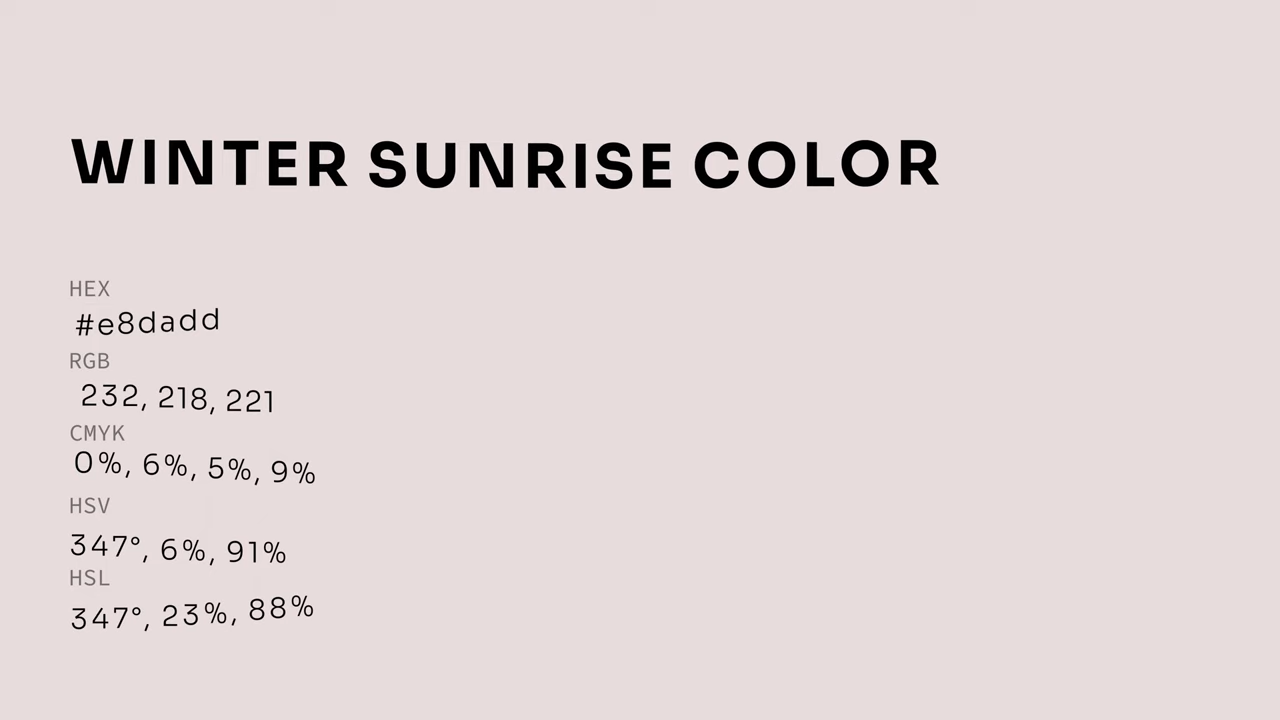 WINTER SUNRISE COLOR
HEX
#e8dadd
RGB
232, 218, 221
CMYK
0%, 6%, 5%, 9%
HSV
347°, 6%, 91%
HSL
347°, 23%, 88%